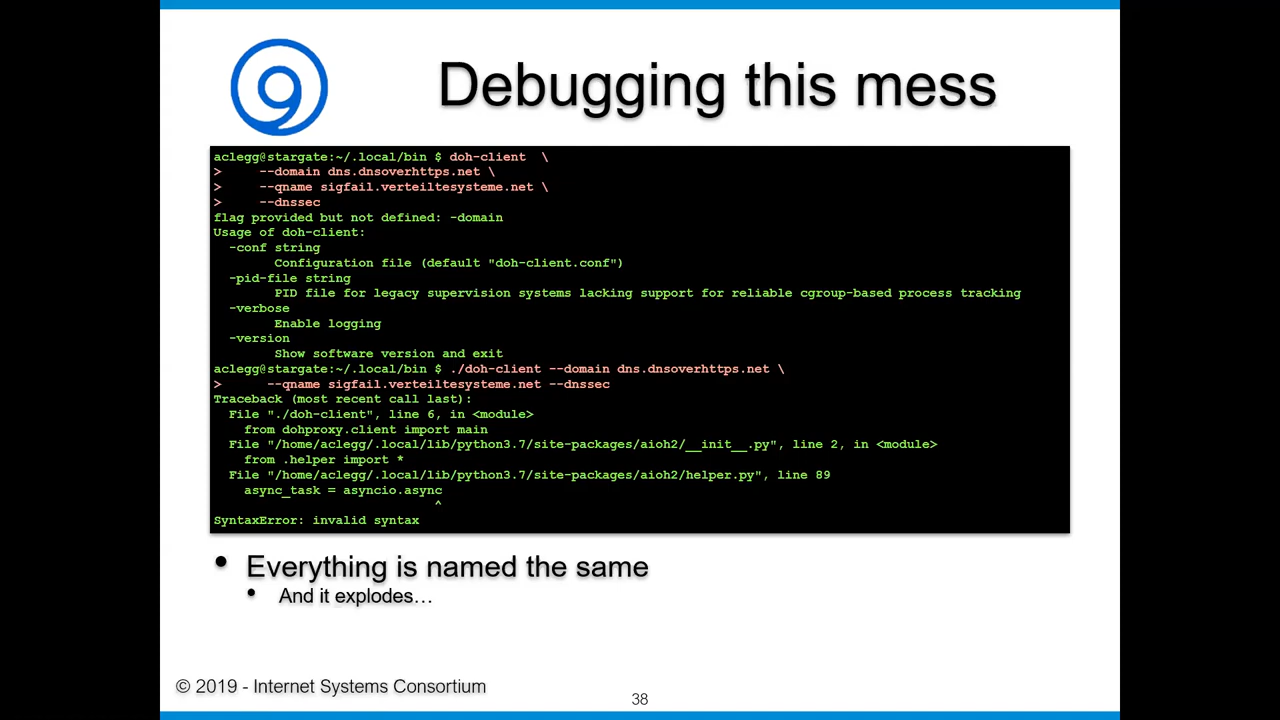 Debugging this mess
aclegg@stargate:~/.local/bin $ doh-client  \
>     --domain dns.dnsoverhttps.net \
>     --qname sigfail.verteiltesysteme.net \
>     --dnssec
flag provided but not defined: -domain
Usage of doh-client:
  -conf string
        Configuration file (default "doh-client.conf")
  -pid-file string
        PID file for legacy supervision systems lacking support for reliable cgroup-based process tracking
  -verbose
        Enable logging
  -version
        Show software version and exit
aclegg@stargate:~/.local/bin $ ./doh-client --domain dns.dnsoverhttps.net \
>      --qname sigfail.verteiltesysteme.net --dnssec
Traceback (most recent call last):
  File "./doh-client", line 6, in <module>
    from dohproxy.client import main
  File "/home/aclegg/.local/lib/python3.7/site-packages/aioh2/__init__.py", line 2, in <module>
    from .helper import *
  File "/home/aclegg/.local/lib/python3.7/site-packages/aioh2/helper.py", line 89
    async_task = asyncio.async
                             ^
SyntaxError: invalid syntax
• Everything is named the same
• And it explodes…
© 2019 - Internet Systems Consortium
38